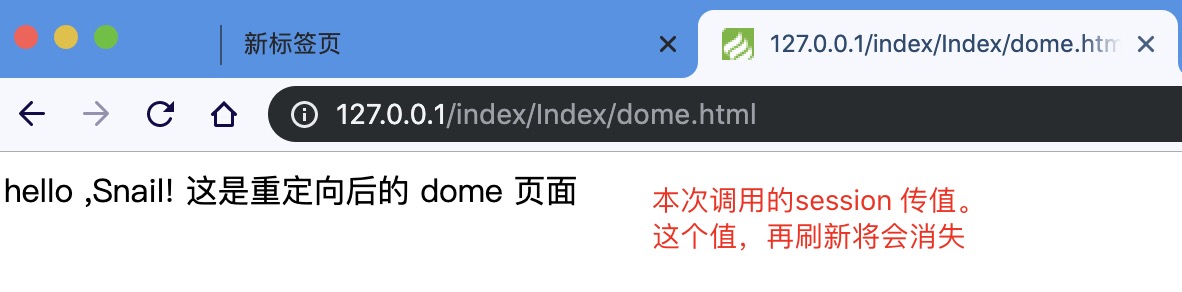 新标签页
127.0.0.1/index/Index/dome.htm
127.0.0.1/index/Index/dome.html
hello ,Snail! 这是重定向后的 dome 页面
本次调用的session 传值。
这个值，再刷新将会消失